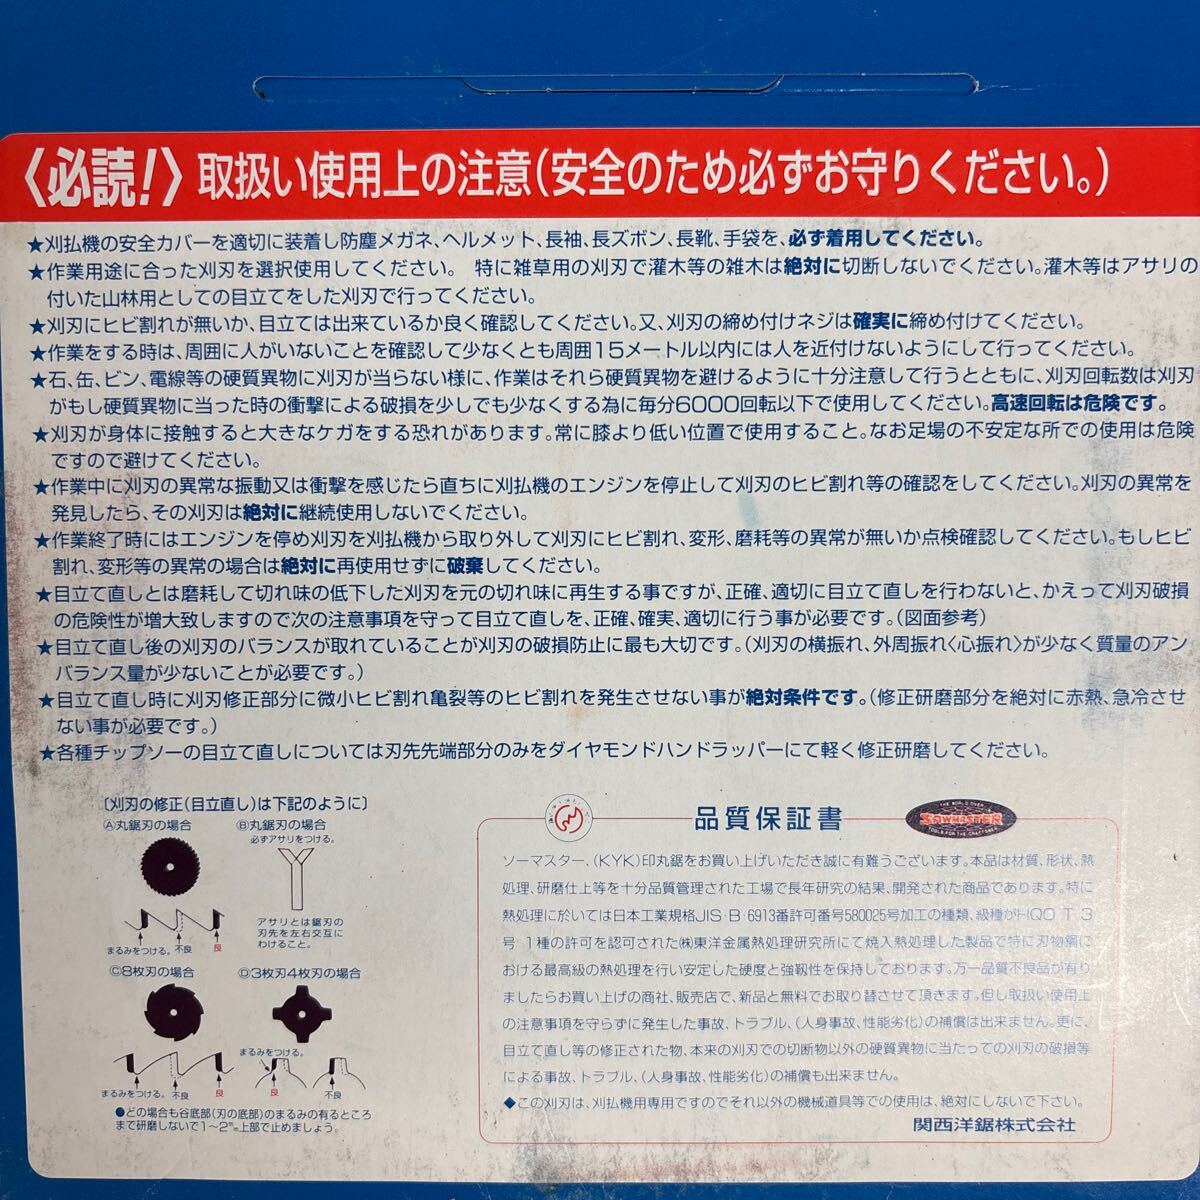 〈必読!〉取扱い使用上の注意(安全のため必ずお守りください。)
★刈払機の安全カバーを適切に装着し防塵メガネ、ヘルメット、長袖、長ズボン、長靴、手袋を、必ず着用してください。
★作業用途に合った刈刃を選択使用してください。 特に雑草用の刈刃で灌木等の雑木は絶対に切断しないでください。灌木等はアサリの
付いた山林用としての目立てをした刈刃で行ってください。
★刈刃にヒビ割れが無いか、目立ては出来ているか良く確認してください。又、刈刃の締め付けネジは確実に締め付けてください。
★作業をする時は、周囲に人がいないことを確認して少なくとも周囲15メートル以内には人を近付けないようにして行ってください。
★石、缶、ビン、電線等の硬質異物に刈刃が当らない様に、作業はそれら硬質異物を避けるように十分注意して行うとともに、刈刃回転数は刈刃
がもし硬質異物に当った時の衝撃による破損を少しでも少なくする為に毎分6000回転以下で使用してください。高速回転は危険です。
★刈刃が身体に接触すると大きなケガをする恐れがあります。常に膝より低い位置で使用すること。なお足場の不安定な所での使用は危険
ですので避けてください。
★作業中に刈刃の異常な振動又は衝撃を感じたら直ちに刈払機のエンジンを停止して刈刃のヒビ割れ等の確認をしてください。刈刃の異常を
発見したら、その刈刃は絶対に継続使用しないでください。
★作業終了時にはエンジンを停め刈刃を刈払機から取り外して刈刃にヒビ割れ、変形、磨耗等の異常が無いか点検確認してください。もしヒビ
割れ、変形等の異常の場合は絶対に再使用せずに破棄してください。
★目立て直しとは磨耗して切れ味の低下した刈刃を元の切れ味に再生する事ですが、正確、適切に目立て直しを行わないと、かえって刈刃破損
の危険性が増大致しますので次の注意事項を守って目立て直しを、正確、確実、適切に行う事が必要です。(図面参考)
★目立て直し後の刈刃のバランスが取れていることが刈刃の破損防止に最も大切です。(刈刃の横振れ、外周振れ〈心振れ〉が少なく質量のアン
バランス量が少ないことが必要です。)
★目立て直し時に刈刃修正部分に微小ヒビ割れ亀裂等のヒビ割れを発生させない事が絶対条件です。(修正研磨部分を絶対に赤熱、急冷させ
ない事が必要です。)
★各種チップソーの目立て直しについては刃先先端部分のみをダイヤモンドハンドラッパーにて軽く修正研磨してください。
〔刈刃の修正(目立直し)は下記のように〕
Ⓐ丸鋸刃の場合
Ⓑ丸鋸刃の場合
必ずアサリをつける。
アサリとは鋸刃の
刃先を左右交互に
わけること。
まるみをつける。 不良 良
Ⓒ8枚刃の場合
Ⓓ3枚刃4枚刃の場合
まるみをつける。
まるみをつける。 不良 良
良 不良
●どの場合も谷底部(刃の底部)のまるみの有るところ
まで研磨しないで1〜2㎜上部で止めましょう。
品質保証書
THE WORLD OVER
SAWMASTER
TOOLS FOR THE CRAFTSMAN
ソーマスター、(KYK)印丸鋸をお買い上げいただき誠に有難うございます。本品は材質、形状、熱
処理、研磨仕上等を十分品質管理された工場で長年研究の結果、開発された商品であります。特に
熱処理に於いては日本工業規格JIS・B・6913番許可番号580025号加工の種類、級種がHQO T 3
号 1種の許可を認可された㈱東洋金属熱処理研究所にて焼入熱処理した製品で特に刃物鋼に
おける最高級の熱処理を行い安定した硬度と強靱性を保持しております。万一品質不良品が有り
ましたらお買い上げの商社、販売店で、新品と無料でお取り替させて頂きます。但し取扱い使用上
の注意事項を守らずに発生した事故、トラブル、(人身事故、性能劣化)の補償は出来ません。更に、
目立て直し等の修正された物、本来の刈刃での切断物以外の硬質異物に当たっての刈刃の破損等
による事故、トラブル、(人身事故、性能劣化)の補償も出来ません。
◆この刈刃は、刈払機用専用ですのでそれ以外の機械道具等での使用は、絶対にしないで下さい。
関西洋鋸株式会社